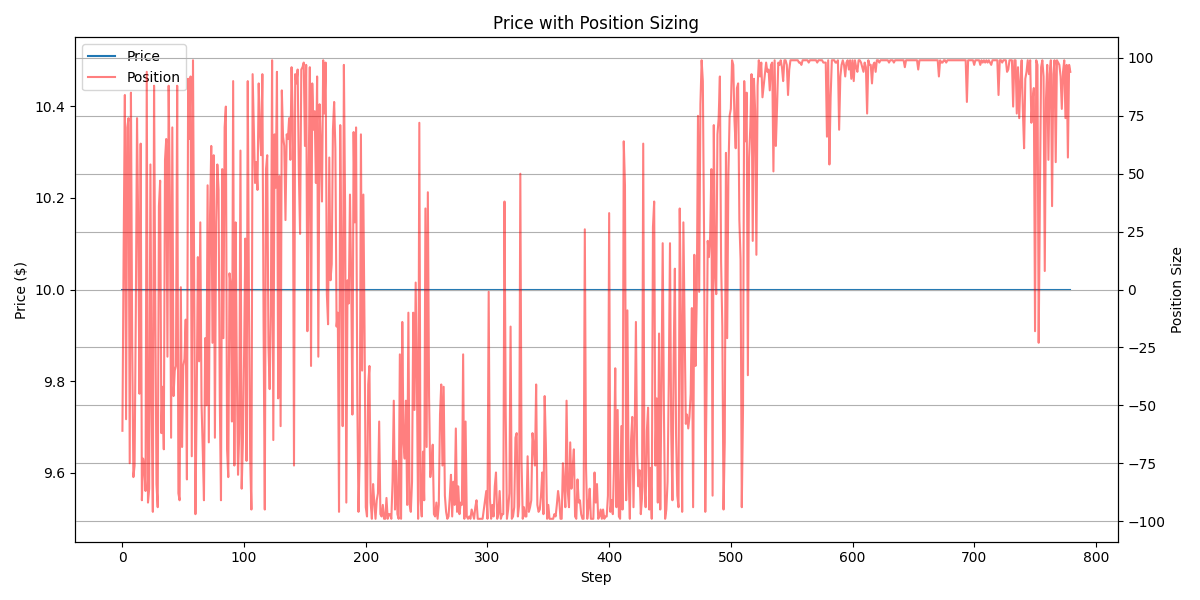 Price with Position Sizing
Price
Position
Price ($)
10.4
10.2
10.0
9.8
9.6
100
75
50
25
0
−25
−50
−75
−100
Position Size
0 100 200 300 400 500 600 700 800
Step